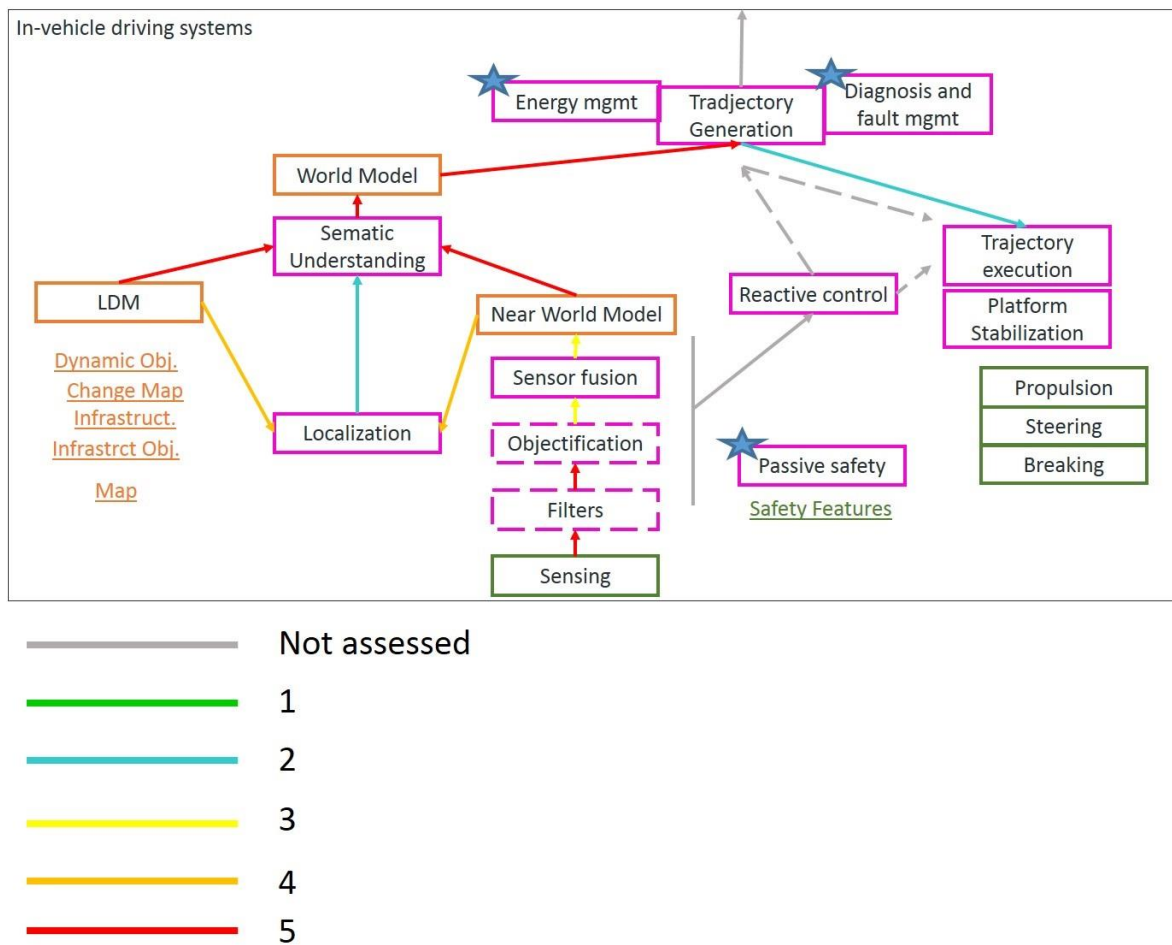 In-vehicle driving systems
Energy mgmt
Tradjectory
Generation
Diagnosis and
fault mgmt
World Model
Sematic
Understanding
Trajectory
execution
LDM
Near World Model
Reactive control
Platform
Stabilization
Dynamic Obj.
Change Map
Infrastruct.
Infrastrct Obj.
Map
Sensor fusion
Localization
Objectification
Filters
Sensing
Passive safety
Safety Features
Propulsion
Steering
Breaking
Not assessed
1
2
3
4
5